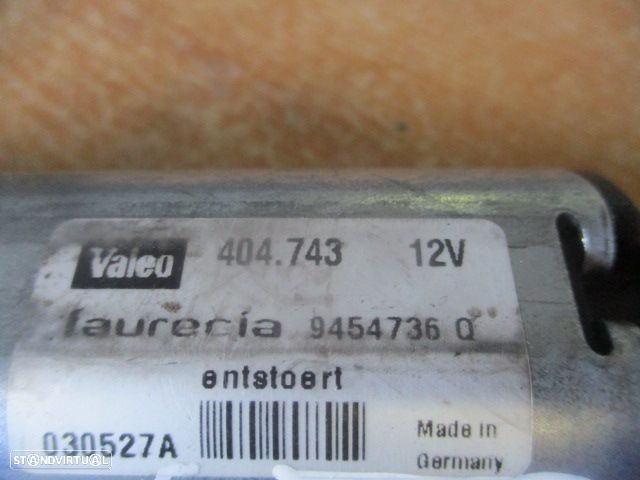 Valeo 404.743 12V
faurecia 9454736 Q
entstoert
030527A Made in
Germany
STANDVIRTUAL